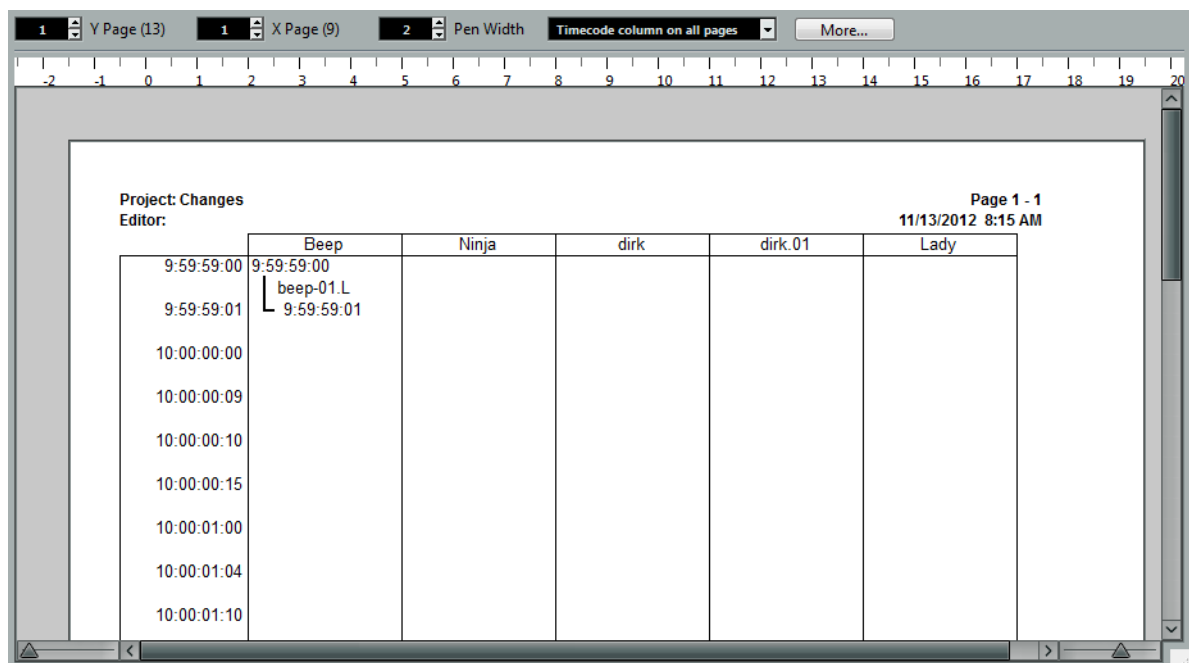 1 Y Page (13) 1 X Page (9) 2 Pen Width Timecode column on all pages More...
-2 -1 0 1 2 3 4 5 6 7 8 9 10 11 12 13 14 15 16 17 18 19 20
Project: Changes Page 1 - 1
Editor: 11/13/2012 8:15 AM
Beep Ninja dirk dirk.01 Lady
9:59:59:00 9:59:59:00
beep-01.L
9:59:59:01 9:59:59:01
10:00:00:00
10:00:00:09
10:00:00:10
10:00:00:15
10:00:01:00
10:00:01:04
10:00:01:10